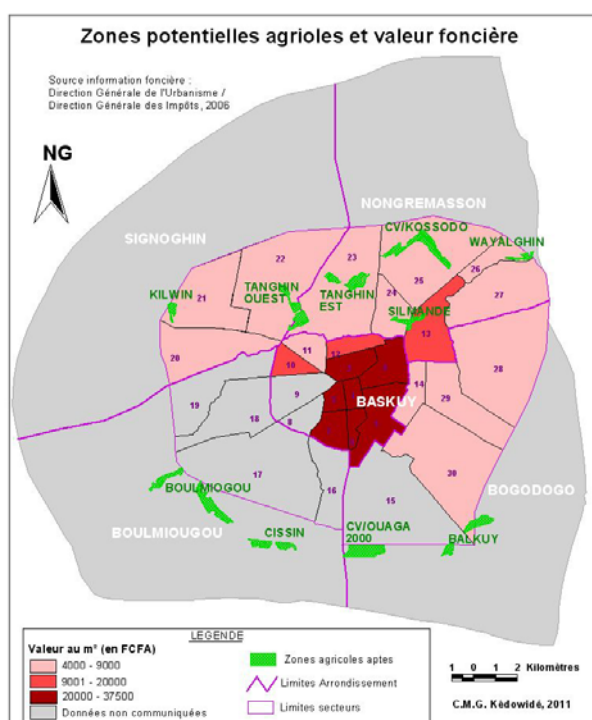 Zones potentielles agrioles et valeur foncière
Source information foncière :
Direction Générale de l'Urbanisme /
Direction Générale des Impôts, 2006
NG
NONGREMASSON
CV/KOSSODO
WAYALGHIN
SIGNOGHIN
22
23
26
25
KILWIN
21
TANGHIN
OUEST
TANGHIN
EST
24
27
SILMANDE
13
20
11
12
10
28
19
9
14
29
BASKUY
18
8
17
16
30
15
BOULMIOGOU
BOGODOGO
BOULMIOUGOU
CISSIN
CV/OUAGA
2000
BALKUY
LEGENDE
Valeur au m² (en FCFA)
4000 - 9000
9001 - 20000
20000 - 37500
Données non communiquées
Zones agricoles aptes
Limites Arrondissement
Limites secteurs
1 0 1 2 Kilomètres
C.M.G. Kêdowidé, 2011